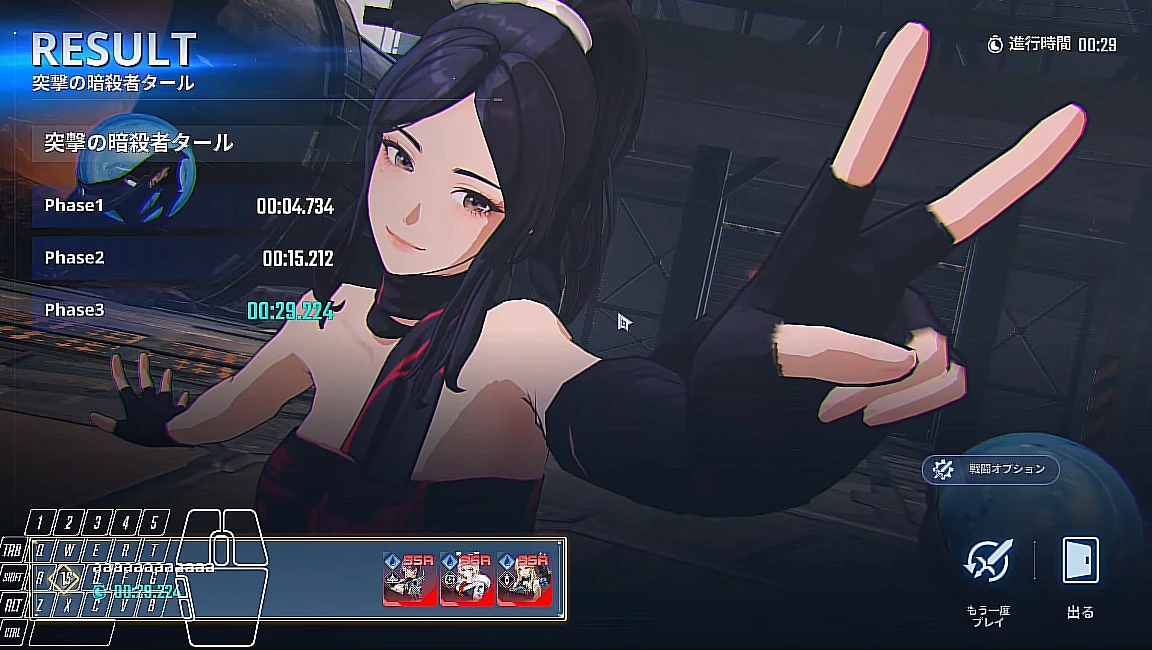 RESULT
突撃の暗殺者タール
進行時間 00:29
突撃の暗殺者タール
Phase1 00:04.734
Phase2 00:15.212
Phase3 00:29.224
戦闘オプション
1 2 3 4 5
TAB Q W E R T
SSR SSR SSR
aaaaaaaaaaaaaa
SHIFT A 15 D F G
00:29.224
ALT Z X C V B
CTRL
もう一度
プレイ
出る